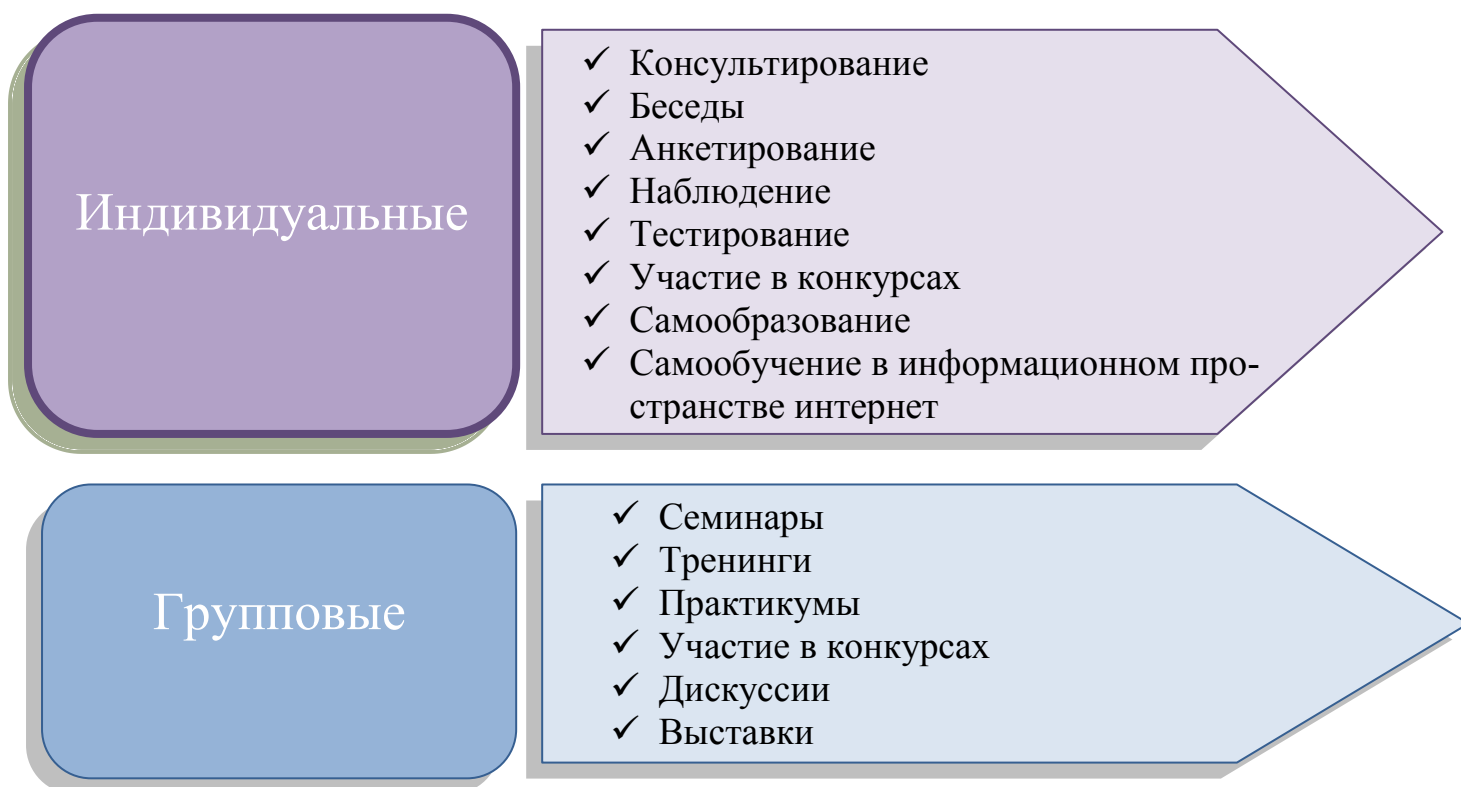 Индивидуальные
Консультирование
Беседы
Анкетирование
Наблюдение
Тестирование
Участие в конкурсах
Самообразование
Самообучение в информационном про-
странстве интернет
Групповые
Семинары
Тренинги
Практикумы
Участие в конкурсах
Дискуссии
Выставки